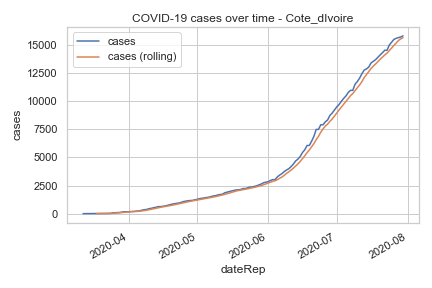 COVID-19 cases over time - Cote_dIvoire
cases
cases (rolling)
15000
12500
10000
7500
5000
2500
0
cases
2020-04
2020-05
2020-06
2020-07
2020-08
dateRep